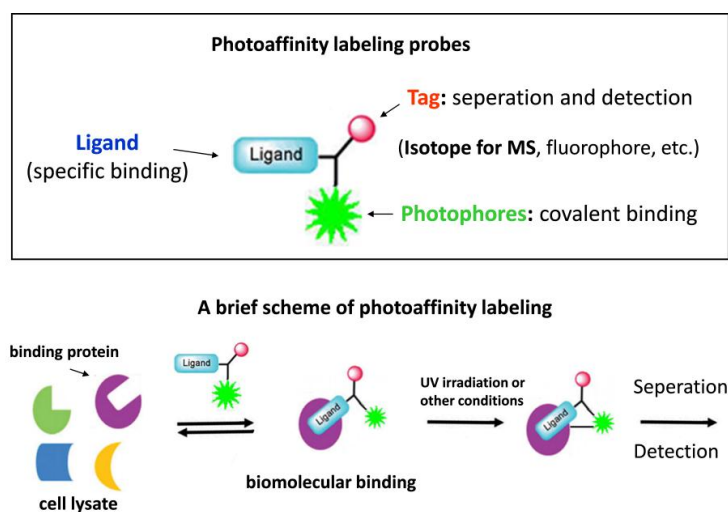 Photoaffinity labeling probes
Tag: seperation and detection
Ligand
(specific binding)
Ligand
(Isotope for MS, fluorophore, etc.)
Photophores: covalent binding
A brief scheme of photoaffinity labeling
binding protein
Ligand
UV irradiation or
other conditions
Ligand
Ligand
Seperation
Detection
biomolecular binding
cell lysate